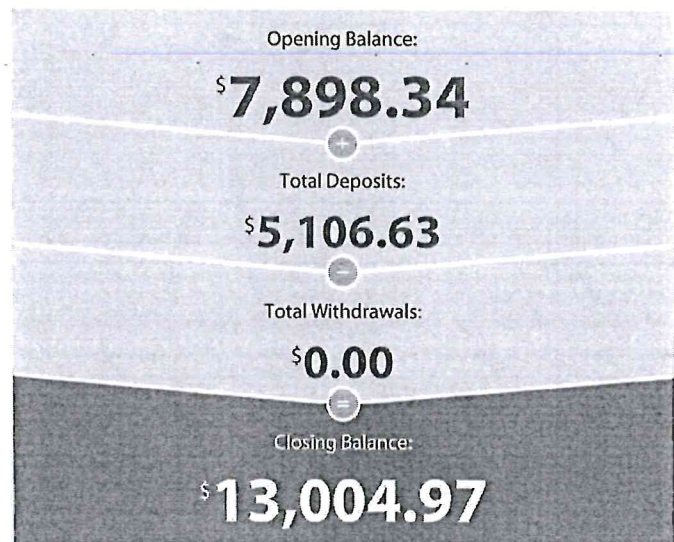 Opening Balance:
$7,898.34
+
Total Deposits:
$5,106.63
-
Total Withdrawals:
$0.00
=
Closing Balance:
$13,004.97